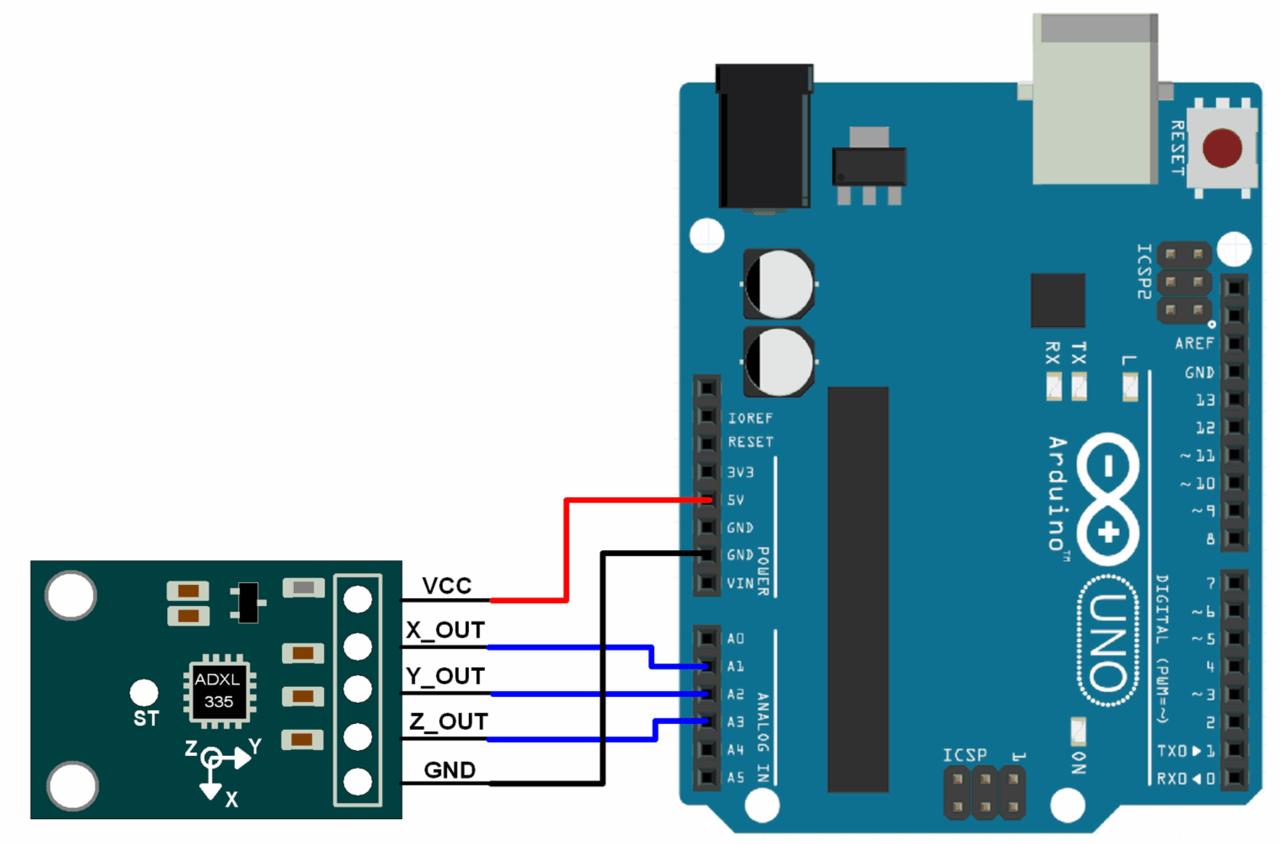 VCC
X_OUT
Y_OUT
Z_OUT
GND
ADXL
335
ST
Z
Y
X
RESET
ICSP2
IOREF
RESET
3V3
5V
GND
GND
VIN
POWER
A0
A1
A2
A3
A4
A5
ANALOG IN
RX
TX
L
Arduino™
UNO
AREF
GND
13
12
~11
~10
~9
8
7
~6
~5
4
~3
2
TX0▶1
RX0◀0
DIGITAL (PWM=~)
ON
ICSP
1